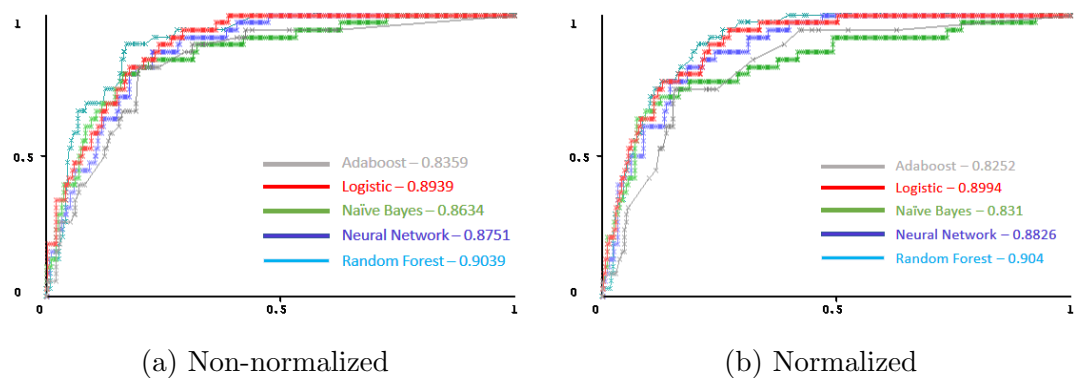 1
0.5
0
0
0.5
1
Adaboost – 0.8359
Logistic – 0.8939
Naïve Bayes – 0.8634
Neural Network – 0.8751
Random Forest – 0.9039
(a) Non-normalized
1
0.5
0
0
0.5
1
Adaboost – 0.8252
Logistic – 0.8994
Naïve Bayes – 0.831
Neural Network – 0.8826
Random Forest – 0.904
(b) Normalized